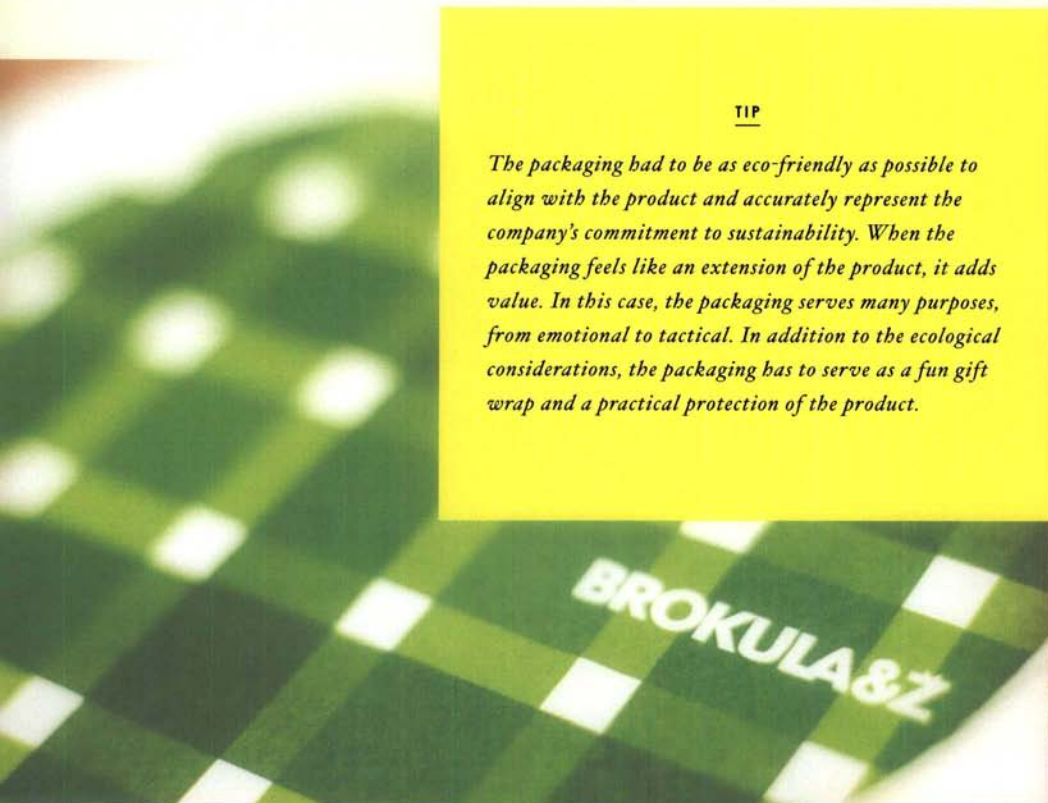 TIP
The packaging had to be as eco-friendly as possible to
align with the product and accurately represent the
company's commitment to sustainability. When the
packaging feels like an extension of the product, it adds
value. In this case, the packaging serves many purposes,
from emotional to tactical. In addition to the ecological
considerations, the packaging has to serve as a fun gift
wrap and a practical protection of the product.
BROKULA&Ž